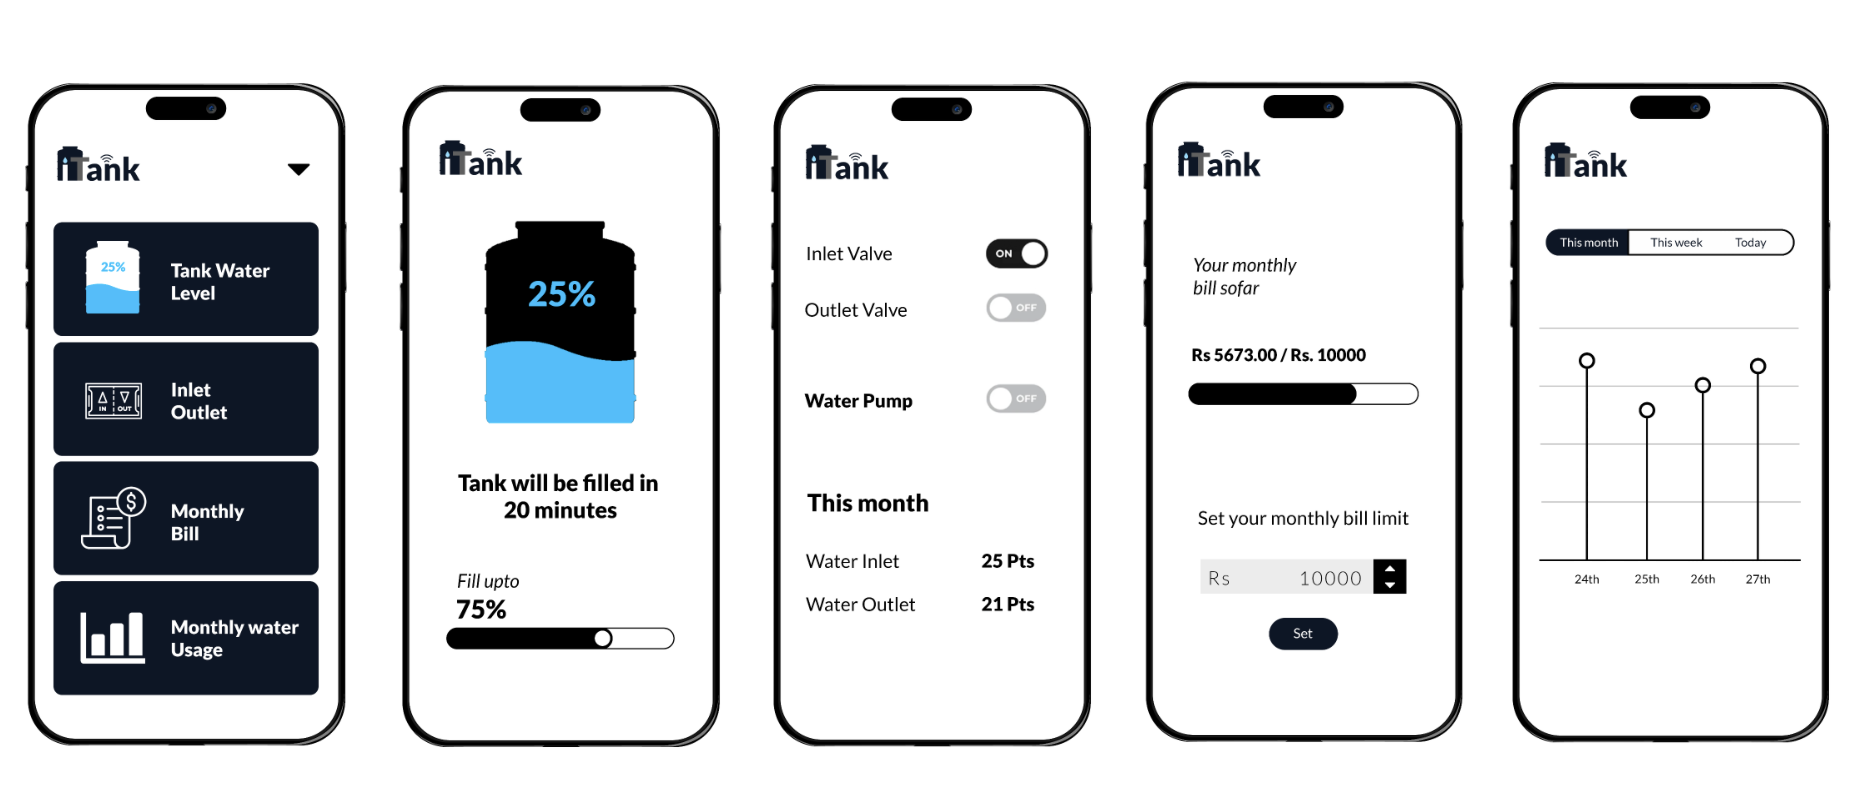 iTank
25%
Tank Water
Level
IN OUT
Inlet
Outlet
$
Monthly
Bill
Monthly water
Usage
iTank
25%
Tank will be filled in
20 minutes
Fill upto
75%
iTank
Inlet Valve ON
Outlet Valve OFF
Water Pump OFF
This month
Water Inlet 25 Pts
Water Outlet 21 Pts
iTank
Your monthly
bill sofar
Rs 5673.00 / Rs. 10000
Set your monthly bill limit
Rs 10000
Set
iTank
This month This week Today
24th 25th 26th 27th